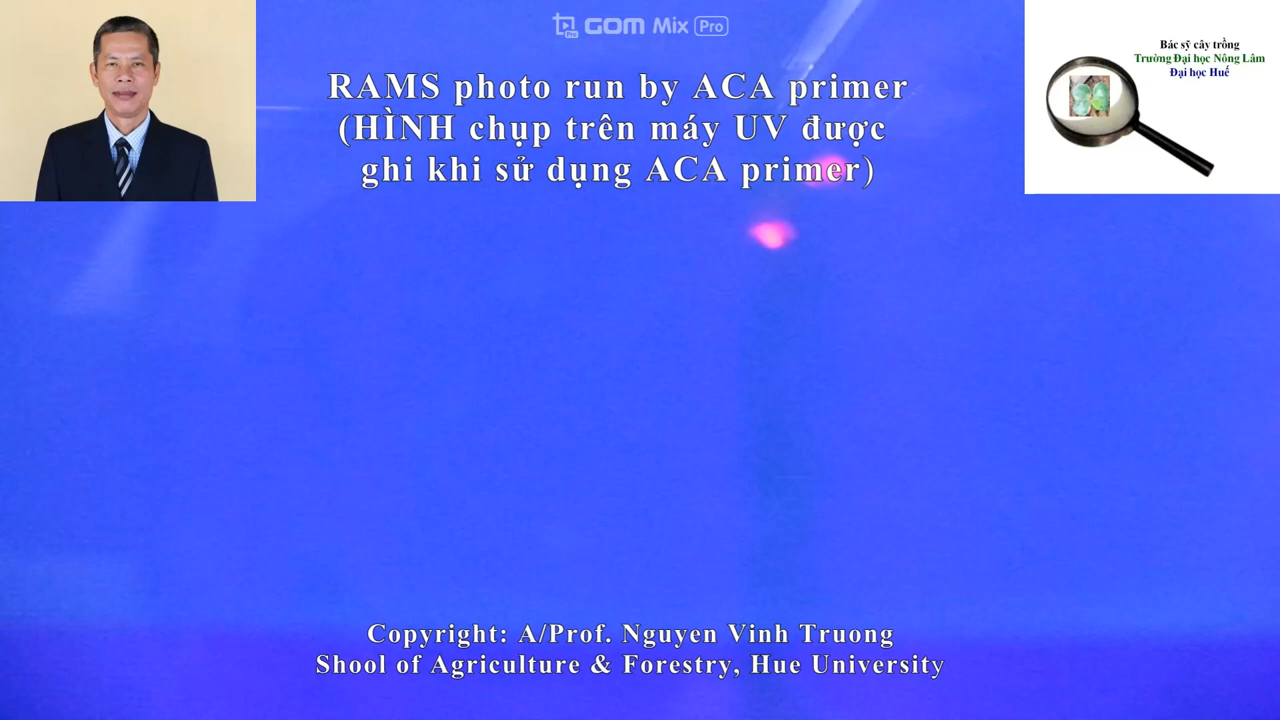 GOM Mix Pro
RAMS photo run by ACA primer
(HÌNH chụp trên máy UV được
ghi khi sử dụng ACA primer)
Bác sỹ cây trồng
Trường Đại học Nông Lâm
Đại học Huế
Copyright: A/Prof. Nguyen Vinh Truong
Shool of Agriculture & Forestry, Hue University